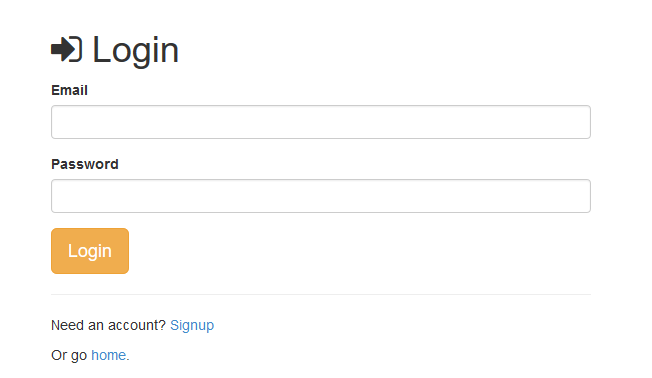 Login
Email
Password
Login
Need an account? Signup
Or go home.